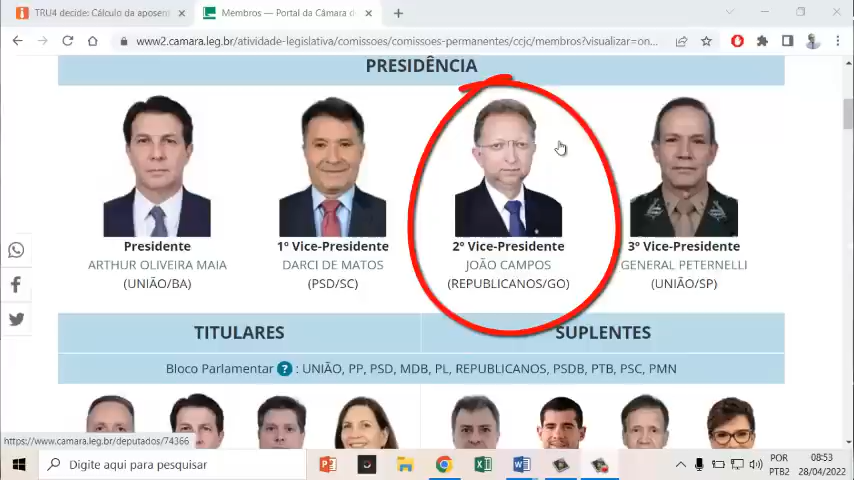 TRU4 decide: Cálculo da aposen
Membros — Portal da Câmara d
www2.camara.leg.br/atividade-legislativa/comissoes/comissoes-permanentes/ccjc/membros?visualizar=on...
PRESIDÊNCIA
Presidente
ARTHUR OLIVEIRA MAIA
(UNIÃO/BA)
1º Vice-Presidente
DARCI DE MATOS
(PSD/SC)
2º Vice-Presidente
JOÃO CAMPOS
(REPUBLICANOS/GO)
3º Vice-Presidente
GENERAL PETERNELLI
(UNIÃO/SP)
TITULARES
SUPLENTES
Bloco Parlamentar ? : UNIÃO, PP, PSD, MDB, PL, REPUBLICANOS, PSDB, PTB, PSC, PMN
https://www.camara.leg.br/deputados/74366
Digite aqui para pesquisar
POR
PTB2
08:53
28/04/2022